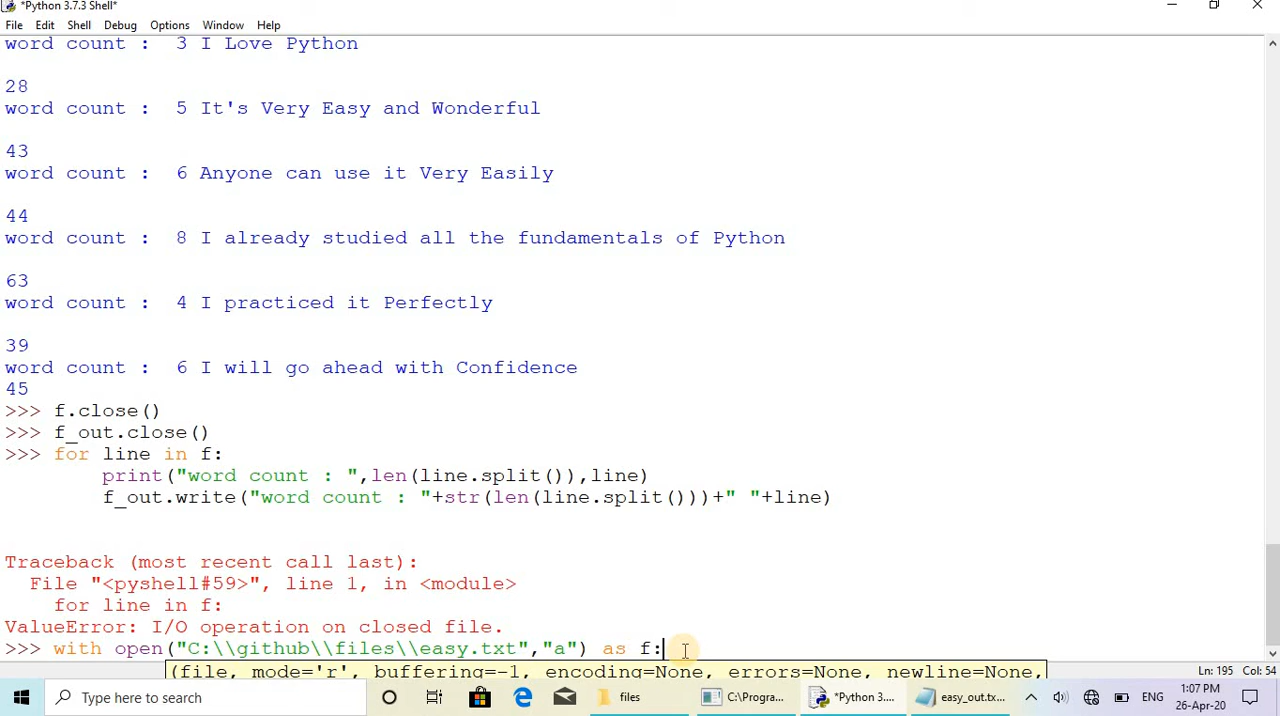 *Python 3.7.3 Shell*
File Edit Shell Debug Options Window Help
word count :  3 I Love Python
28
word count :  5 It's Very Easy and Wonderful
43
word count :  6 Anyone can use it Very Easily
44
word count :  8 I already studied all the fundamentals of Python
63
word count :  4 I practiced it Perfectly
39
word count :  6 I will go ahead with Confidence
45
>>> f.close()
>>> f_out.close()
>>> for line in f:
        print("word count : ",len(line.split()),line)
        f_out.write("word count : "+str(len(line.split()))+" "+line)
Traceback (most recent call last):
  File "<pyshell#59>", line 1, in <module>
    for line in f:
ValueError: I/O operation on closed file.
>>> with open("C:\\github\\files\\easy.txt","a") as f:
(file, mode='r', buffering=-1, encoding=None, errors=None, newline=None,
Ln: 195 Col: 54
Type here to search files C:\Progra... *Python 3.... easy_out.tx... ENG 1:07 PM
26-Apr-20